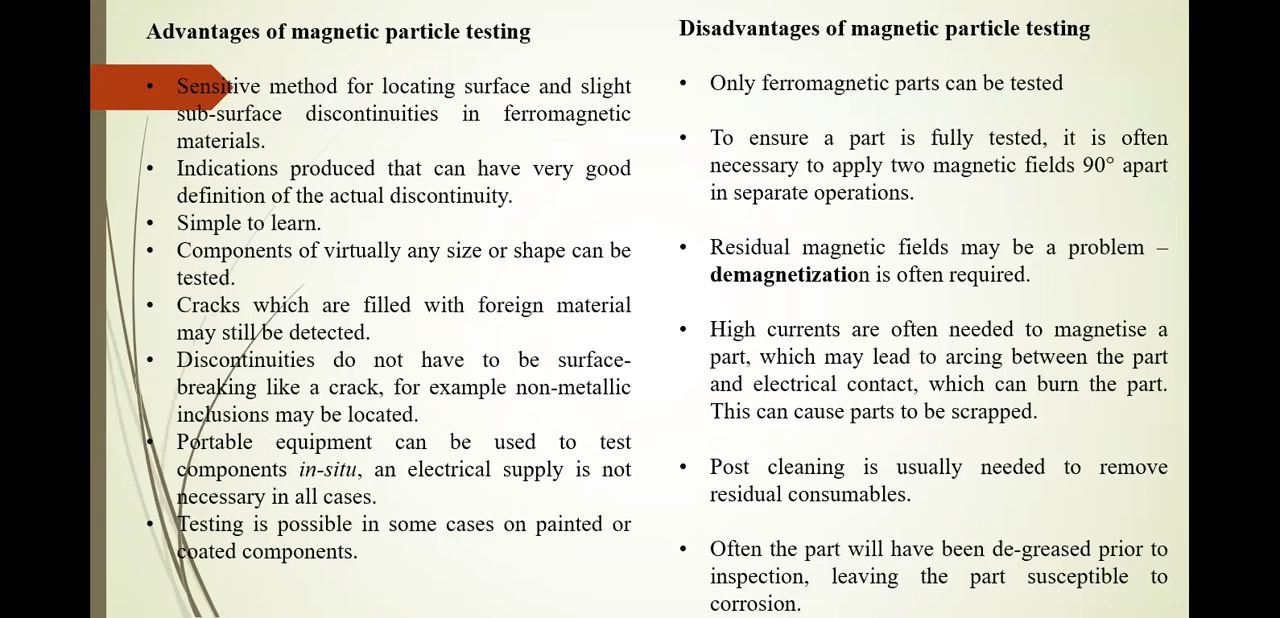 Advantages of magnetic particle testing
• Sensitive method for locating surface and slight
sub-surface discontinuities in ferromagnetic
materials.
• Indications produced that can have very good
definition of the actual discontinuity.
• Simple to learn.
• Components of virtually any size or shape can be
tested.
• Cracks which are filled with foreign material
may still be detected.
• Discontinuities do not have to be surface-
breaking like a crack, for example non-metallic
inclusions may be located.
• Portable equipment can be used to test
components in-situ, an electrical supply is not
necessary in all cases.
• Testing is possible in some cases on painted or
coated components.
Disadvantages of magnetic particle testing
• Only ferromagnetic parts can be tested
• To ensure a part is fully tested, it is often
necessary to apply two magnetic fields 90° apart
in separate operations.
• Residual magnetic fields may be a problem –
demagnetization is often required.
• High currents are often needed to magnetise a
part, which may lead to arcing between the part
and electrical contact, which can burn the part.
This can cause parts to be scrapped.
• Post cleaning is usually needed to remove
residual consumables.
• Often the part will have been de-greased prior to
inspection, leaving the part susceptible to
corrosion.